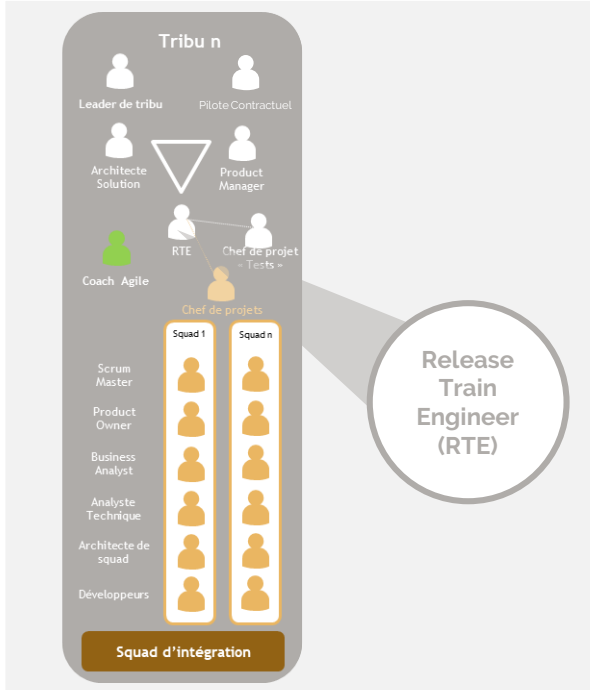 Tribu n
Leader de tribu
Pilote Contractuel
Architecte
Solution
Product
Manager
RTE
Chef de projet
« Tests »
Coach Agile
Chef de projets
Squad 1
Squad n
Scrum
Master
Product
Owner
Business
Analyst
Analyste
Technique
Architecte de
squad
Développeurs
Squad d’intégration
Release
Train
Engineer
(RTE)